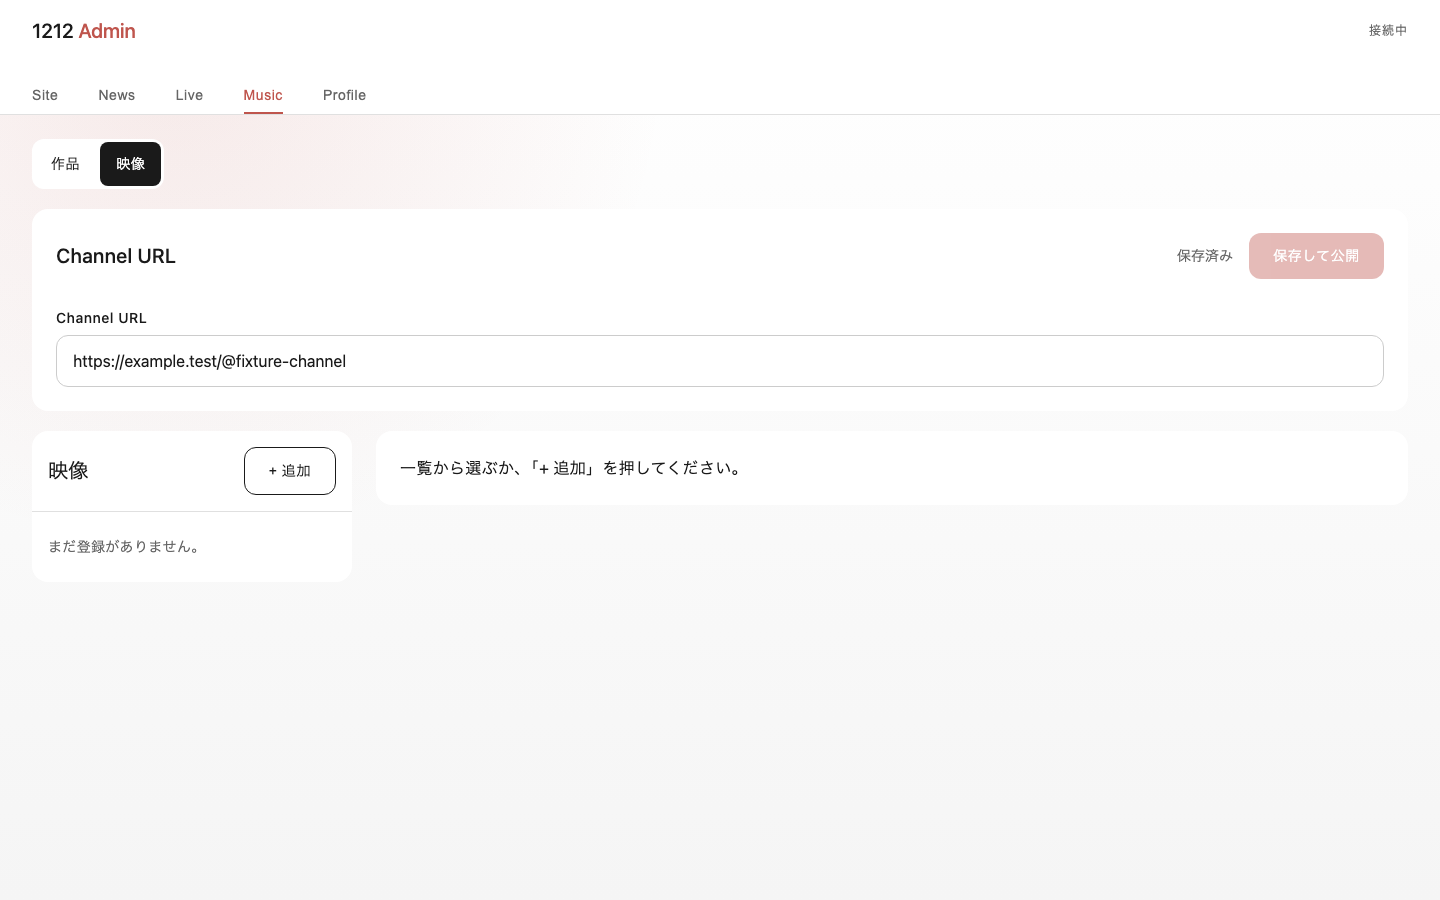 1212 Admin
接続中
Site News Live Music Profile
作品 映像
Channel URL
保存済み
保存して公開
Channel URL
https://example.test/@fixture-channel
映像
+ 追加
まだ登録がありません。
一覧から選ぶか、「+ 追加」を押してください。